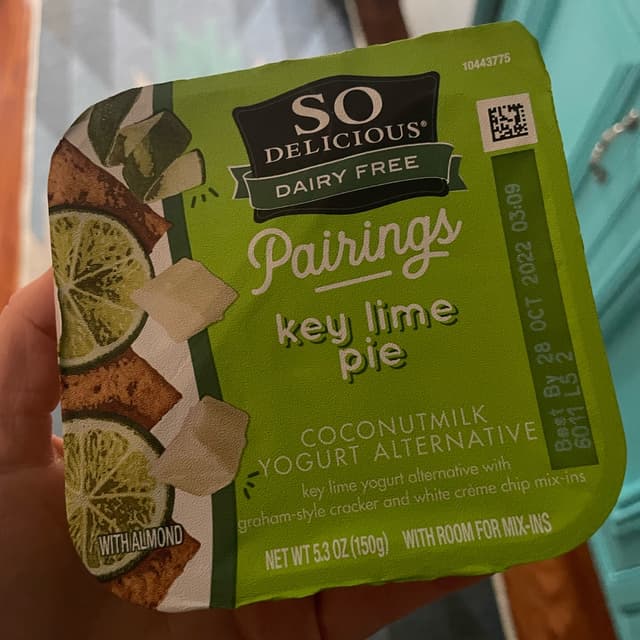 10443775
SO
DELICIOUS®
DAIRY FREE
Pairings
key lime
pie
COCONUTMILK
YOGURT ALTERNATIVE
key lime yogurt alternative with
graham-style cracker and white crème chip mix-ins
WITH ALMOND
NET WT 5.3 OZ (150g) WITH ROOM FOR MIX-INS
Best By 28 OCT 2022 03:09
6011 L5 2